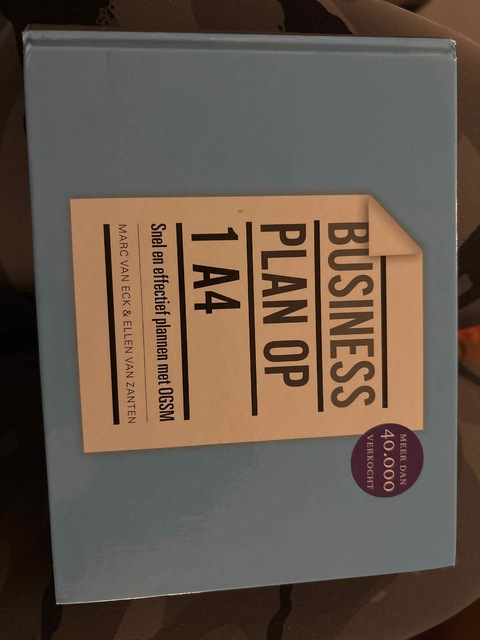 BUSINESS
PLAN OP
1 A4
Snel en effectief plannen met OGSM
MARC VAN ECK & ELLEN VAN ZANTEN
MEER DAN
40.000
VERKOCHT